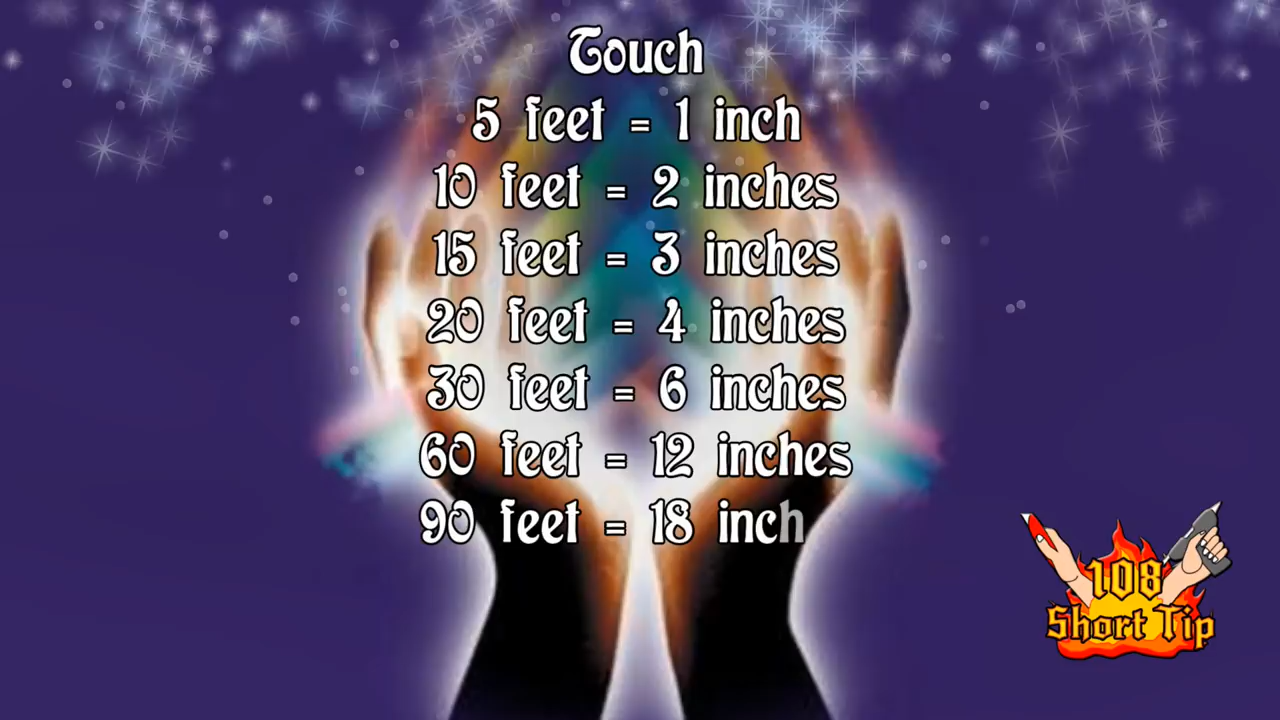 Touch
5 feet = 1 inch
10 feet = 2 inches
15 feet = 3 inches
20 feet = 4 inches
30 feet = 6 inches
60 feet = 12 inches
90 feet = 18 inch
108
Short Tip